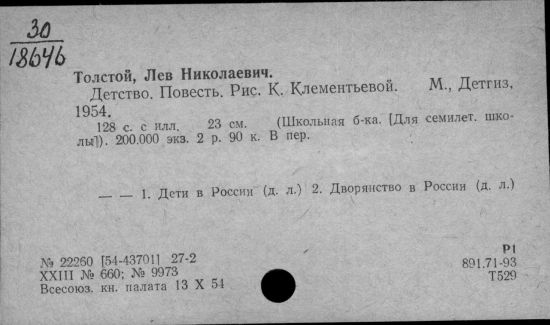 30
18646
Толстой, Лев Николаевич.
Детство. Повесть. Рис. К. Клементьевой. М., Детгиз,
1954.
128 с. с илл. 23 см. (Школьная б-ка. [Для семилет. шко-
лы]). 200.000 экз. 2 р. 90 к. В пер.
— — 1. Дети в России (д. л.) 2. Дворянство в России (д. л.)
№ 22260 [54-43701] 27-2
XXIII № 660; № 9973
Всесоюз. кн. палата 13 X 54
Р1
891.71-93
Т529